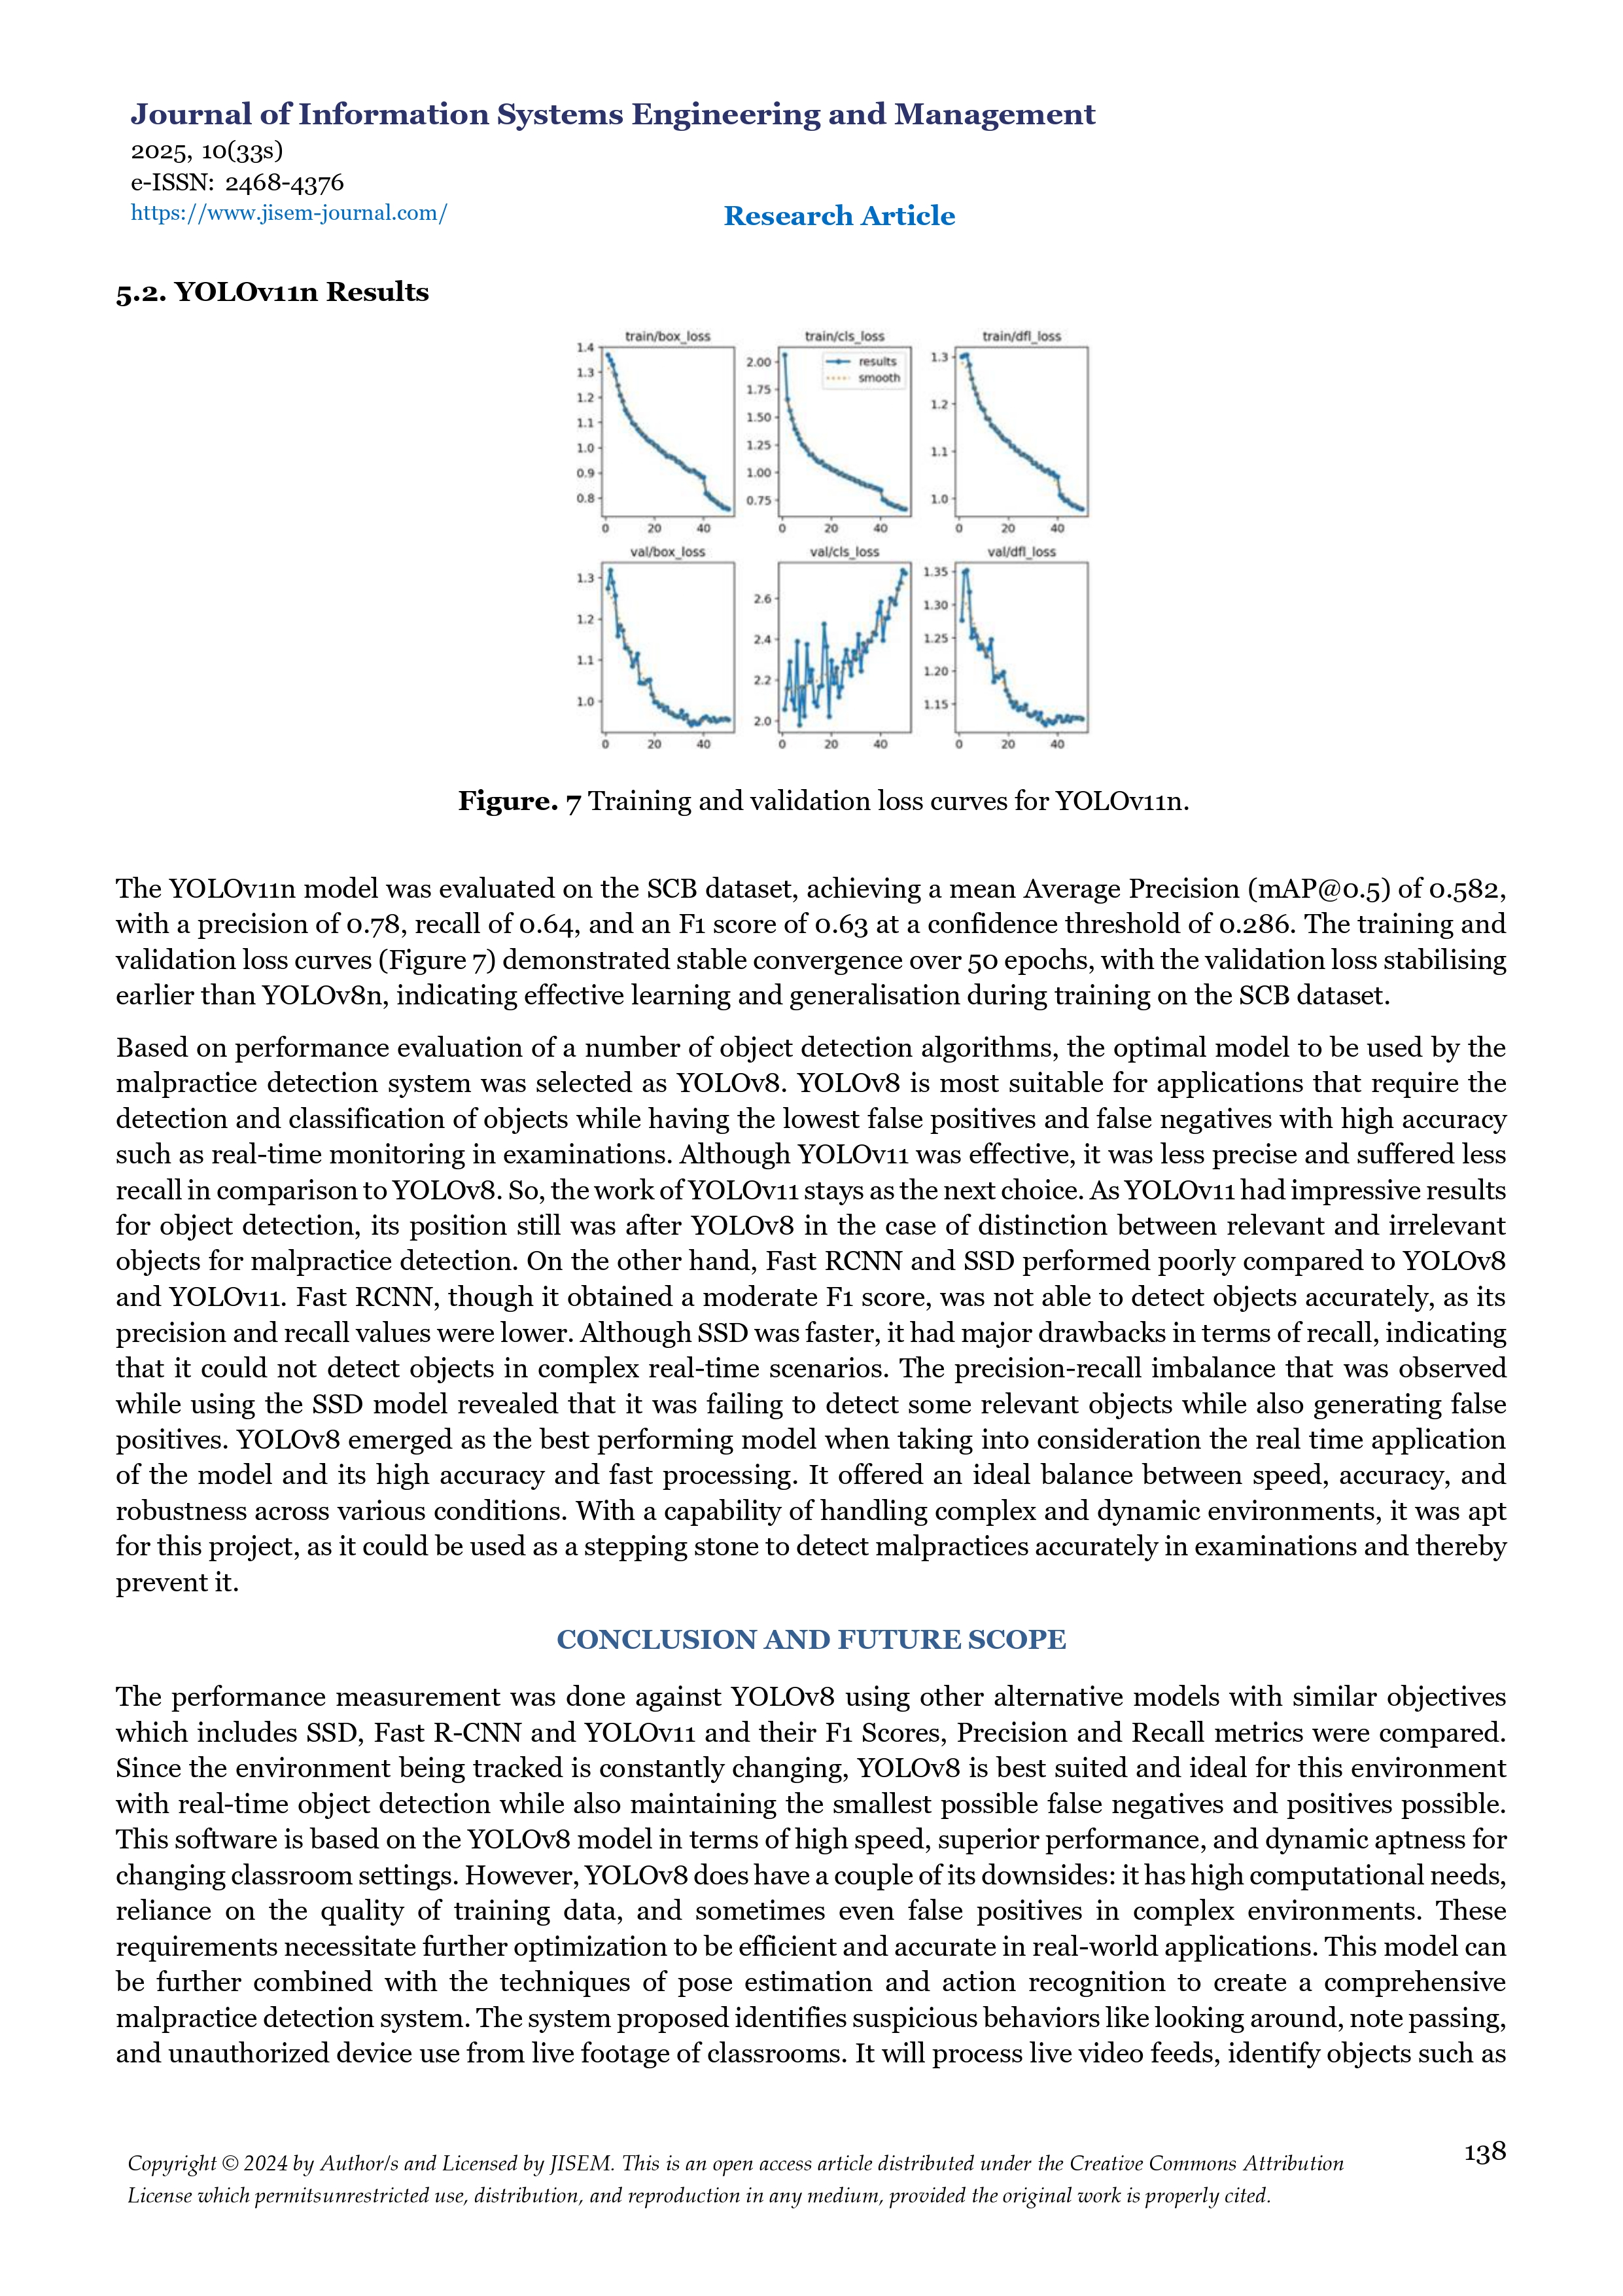 Journal of Information Systems Engineering and Management
2025, 10(33s)
e-ISSN: 2468-4376
https://www.jisem-journal.com/
Research Article
5.2. YOLOv11n Results
train/box_loss
train/cls_loss
train/dfl_loss
1.4
1.3
1.2
1.1
1.0
0.9
0.8
0
20
40
2.00
1.75
1.50
1.25
1.00
0.75
results
smooth
0
20
40
1.3
1.2
1.1
1.0
0
20
40
val/box_loss
val/cls_loss
val/dfl_loss
1.3
1.2
1.1
1.0
0
20
40
2.6
2.4
2.2
2.0
0
20
40
1.35
1.30
1.25
1.20
1.15
0
20
40
Figure. 7 Training and validation loss curves for YOLOv11n.
The YOLOv11n model was evaluated on the SCB dataset, achieving a mean Average Precision (mAP@0.5) of 0.582,
with a precision of 0.78, recall of 0.64, and an F1 score of 0.63 at a confidence threshold of 0.286. The training and
validation loss curves (Figure 7) demonstrated stable convergence over 50 epochs, with the validation loss stabilising
earlier than YOLOv8n, indicating effective learning and generalisation during training on the SCB dataset.
Based on performance evaluation of a number of object detection algorithms, the optimal model to be used by the
malpractice detection system was selected as YOLOv8. YOLOv8 is most suitable for applications that require the
detection and classification of objects while having the lowest false positives and false negatives with high accuracy
such as real-time monitoring in examinations. Although YOLOv11 was effective, it was less precise and suffered less
recall in comparison to YOLOv8. So, the work of YOLOv11 stays as the next choice. As YOLOv11 had impressive results
for object detection, its position still was after YOLOv8 in the case of distinction between relevant and irrelevant
objects for malpractice detection. On the other hand, Fast RCNN and SSD performed poorly compared to YOLOv8
and YOLOv11. Fast RCNN, though it obtained a moderate F1 score, was not able to detect objects accurately, as its
precision and recall values were lower. Although SSD was faster, it had major drawbacks in terms of recall, indicating
that it could not detect objects in complex real-time scenarios. The precision-recall imbalance that was observed
while using the SSD model revealed that it was failing to detect some relevant objects while also generating false
positives. YOLOv8 emerged as the best performing model when taking into consideration the real time application
of the model and its high accuracy and fast processing. It offered an ideal balance between speed, accuracy, and
robustness across various conditions. With a capability of handling complex and dynamic environments, it was apt
for this project, as it could be used as a stepping stone to detect malpractices accurately in examinations and thereby
prevent it.
CONCLUSION AND FUTURE SCOPE
The performance measurement was done against YOLOv8 using other alternative models with similar objectives
which includes SSD, Fast R-CNN and YOLOv11 and their F1 Scores, Precision and Recall metrics were compared.
Since the environment being tracked is constantly changing, YOLOv8 is best suited and ideal for this environment
with real-time object detection while also maintaining the smallest possible false negatives and positives possible.
This software is based on the YOLOv8 model in terms of high speed, superior performance, and dynamic aptness for
changing classroom settings. However, YOLOv8 does have a couple of its downsides: it has high computational needs,
reliance on the quality of training data, and sometimes even false positives in complex environments. These
requirements necessitate further optimization to be efficient and accurate in real-world applications. This model can
be further combined with the techniques of pose estimation and action recognition to create a comprehensive
malpractice detection system. The system proposed identifies suspicious behaviors like looking around, note passing,
and unauthorized device use from live footage of classrooms. It will process live video feeds, identify objects such as
138
Copyright © 2024 by Author/s and Licensed by JISEM. This is an open access article distributed under the Creative Commons Attribution
License which permitsunrestricted use, distribution, and reproduction in any medium, provided the original work is properly cited.